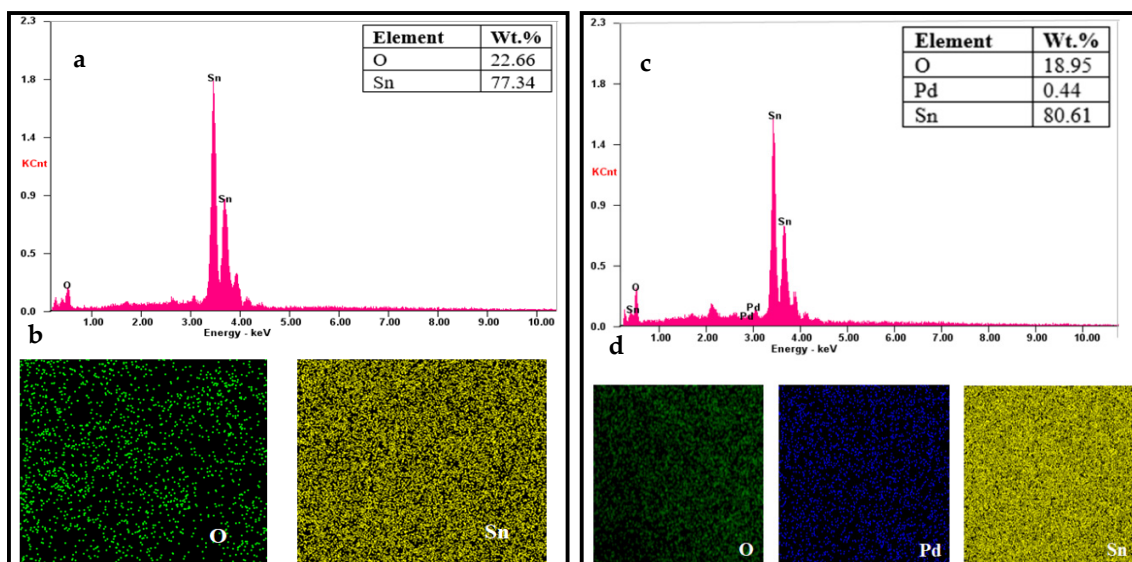 a
2.3
1.8
1.4
KCnt
0.9
0.5
0.0
Element Wt.%
O 22.66
Sn 77.34
Sn
Sn
O
1.00 2.00 3.00 4.00 5.00 6.00 7.00 8.00 9.00 10.00
Energy - keV
b
O
Sn
c
2.3
1.8
1.4
KCnt
0.9
0.5
0.0
Element Wt.%
O 18.95
Pd 0.44
Sn 80.61
Sn
Sn
O
Sn
Pd
Pd
1.00 2.00 3.00 4.00 5.00 6.00 7.00 8.00 9.00 10.00
Energy - keV
d
O
Pd
Sn